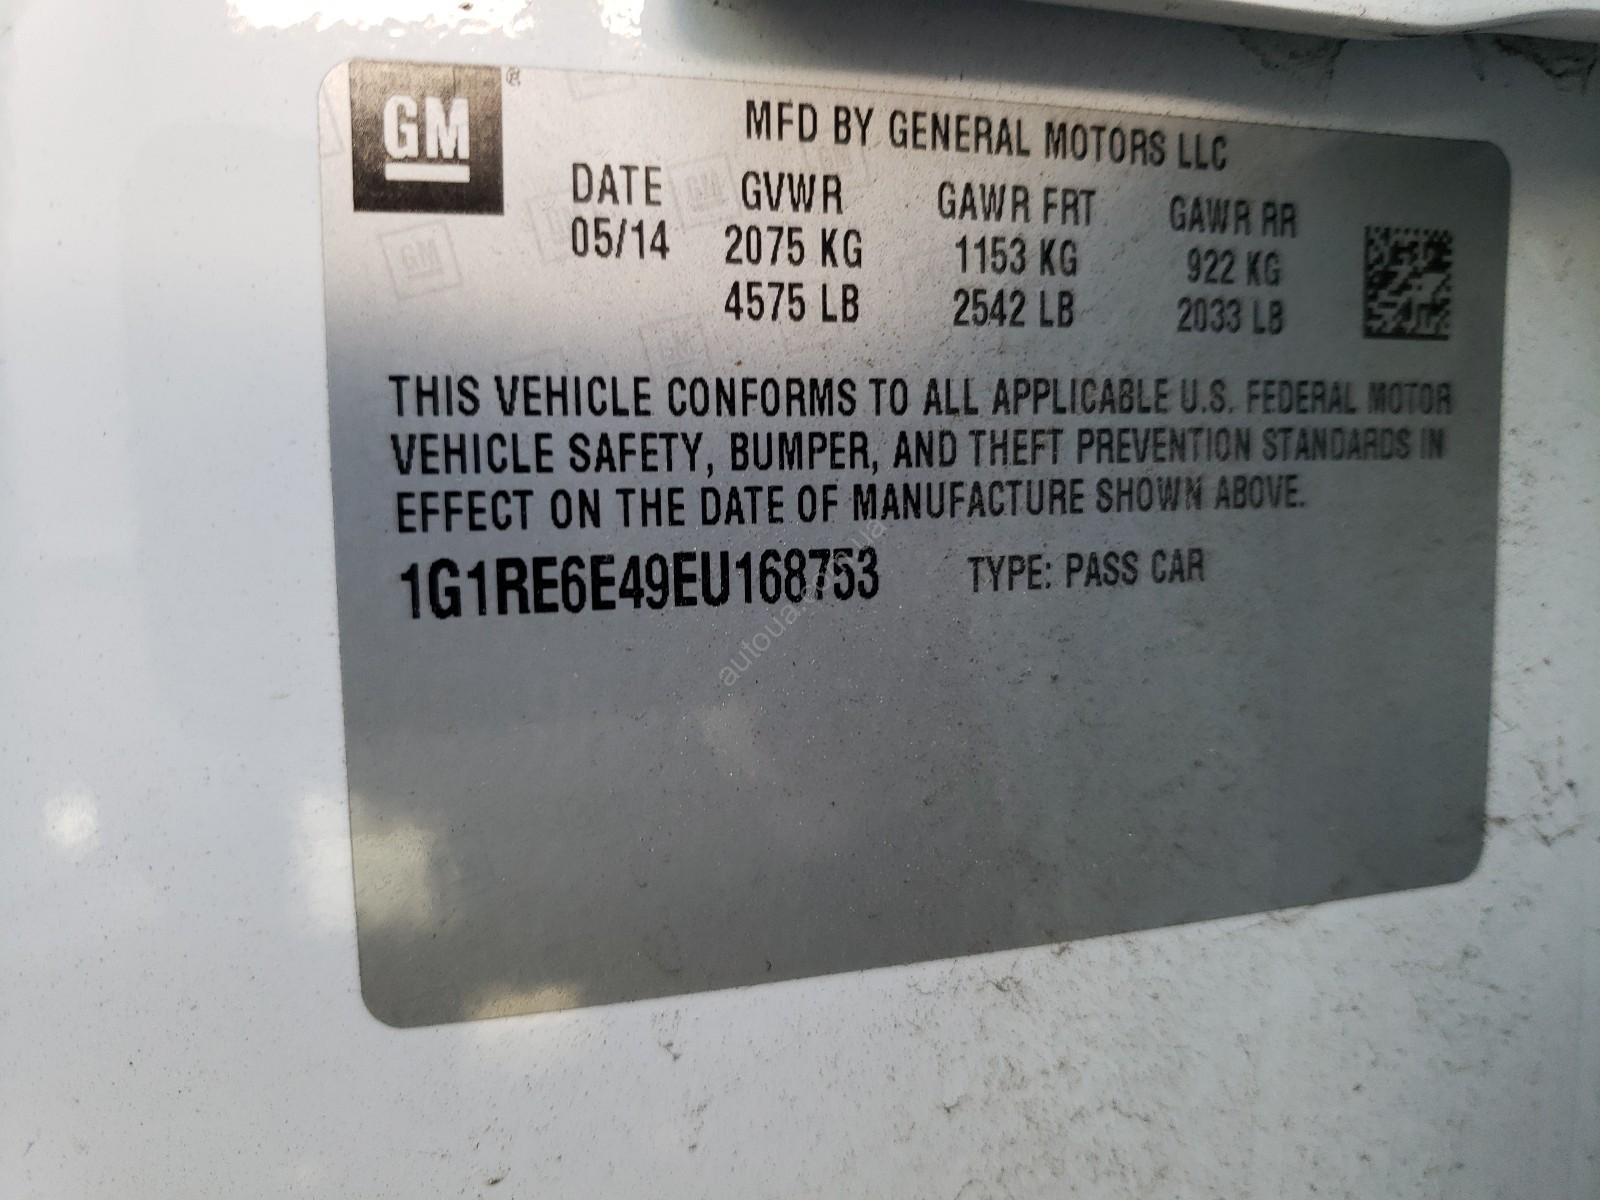 GM®
MFD BY GENERAL MOTORS LLC
DATE GVWR GAWR FRT GAWR RR
05/14 2075 KG 1153 KG 922 KG
4575 LB 2542 LB 2033 LB
THIS VEHICLE CONFORMS TO ALL APPLICABLE U.S. FEDERAL MOTOR
VEHICLE SAFETY, BUMPER, AND THEFT PREVENTION STANDARDS IN
EFFECT ON THE DATE OF MANUFACTURE SHOWN ABOVE.
1G1RE6E49EU168753 TYPE: PASS CAR